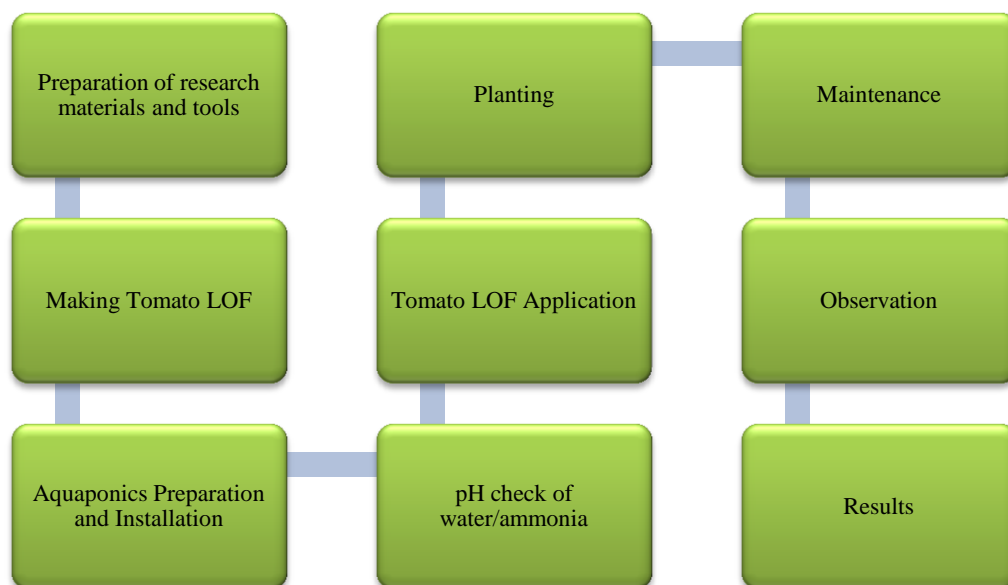 Preparation of research
materials and tools
Making Tomato LOF
Aquaponics Preparation
and Installation
pH check of
water/ammonia
Tomato LOF Application
Planting
Maintenance
Observation
Results